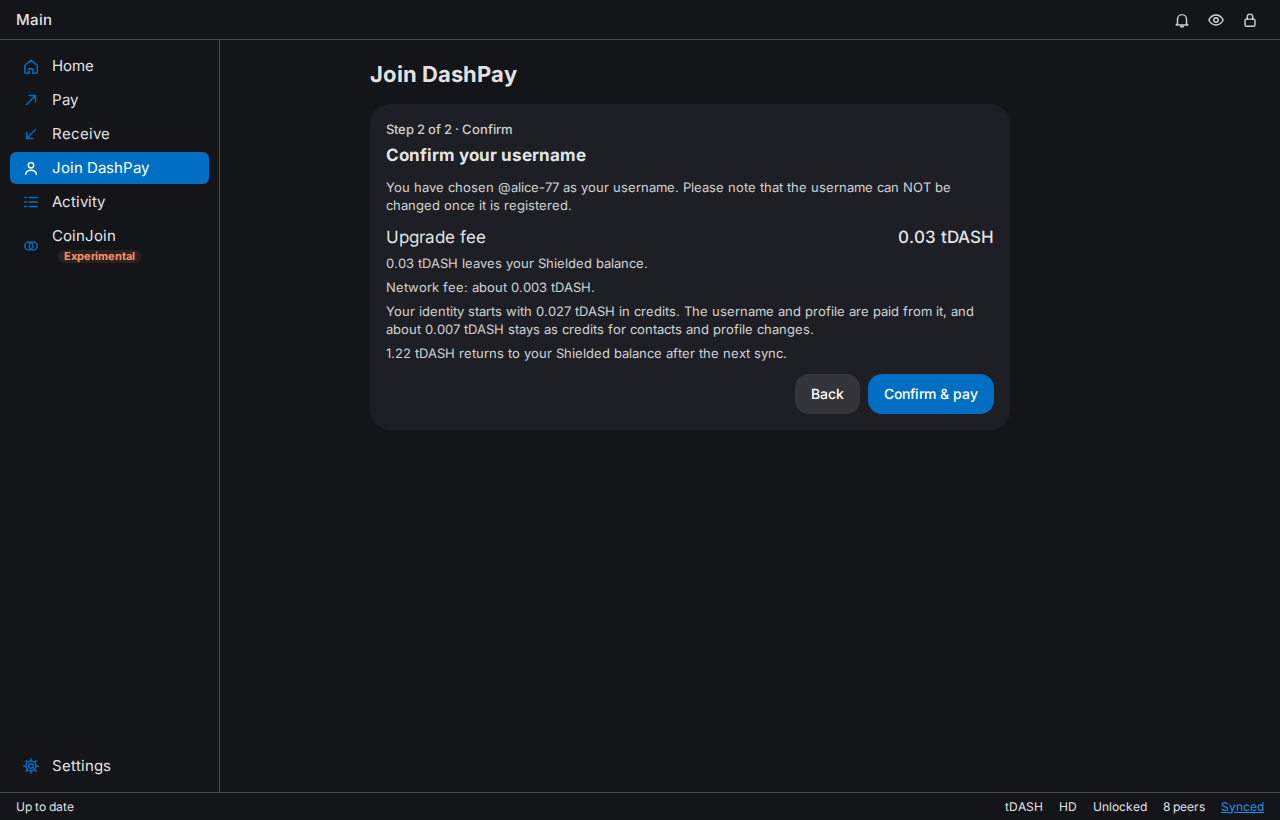 Main
Home
Pay
Receive
Join DashPay
Activity
CoinJoin
Experimental
Settings
Join DashPay
Step 2 of 2 · Confirm
Confirm your username
You have chosen @alice-77 as your username. Please note that the username can NOT be
changed once it is registered.
Upgrade fee 0.03 tDASH
0.03 tDASH leaves your Shielded balance.
Network fee: about 0.003 tDASH.
Your identity starts with 0.027 tDASH in credits. The username and profile are paid from it, and
about 0.007 tDASH stays as credits for contacts and profile changes.
1.22 tDASH returns to your Shielded balance after the next sync.
Back Confirm & pay
Up to date tDASH HD Unlocked 8 peers Synced